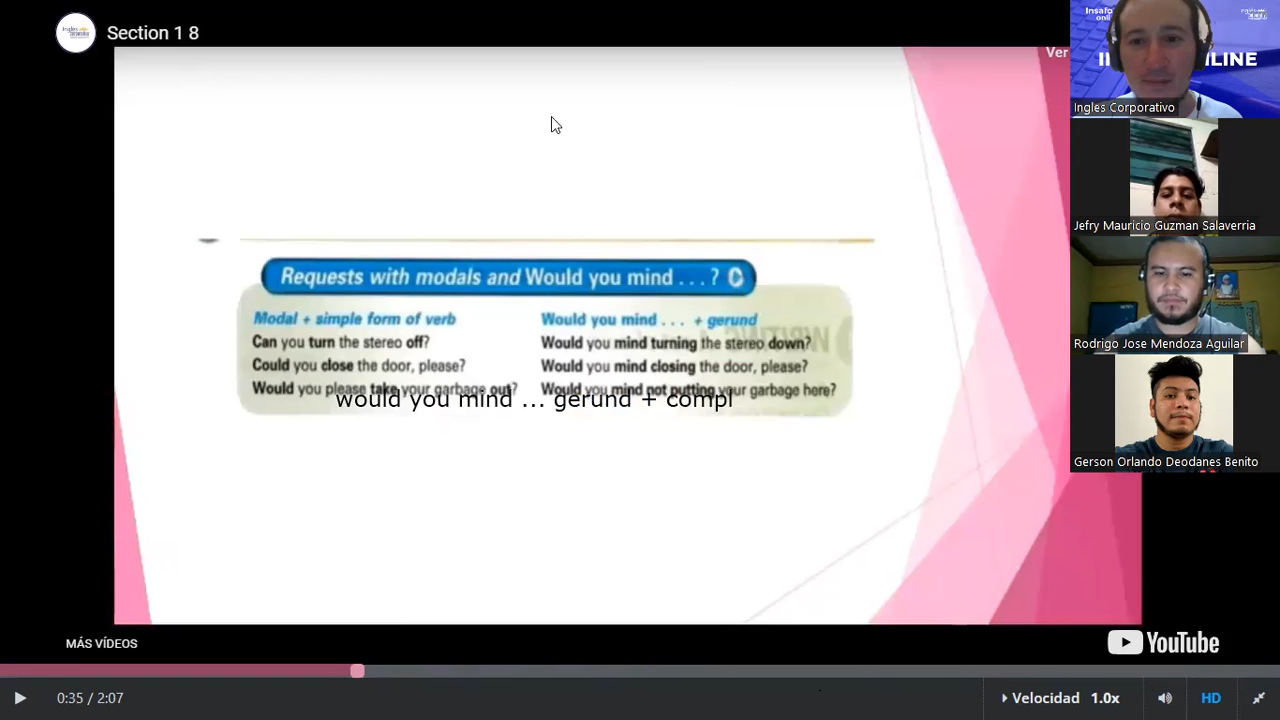 Section 1 8
Ver
Requests with modals and Would you mind . . . ?
Modal + simple form of verb
Can you turn the stereo off?
Could you close the door, please?
Would you please take your garbage out?
Would you mind . . . + gerund
Would you mind turning the stereo down?
Would you mind closing the door, please?
Would you mind not putting your garbage here?
would you mind ... gerund + compl
MÁS VÍDEOS
YouTube
0:35 / 2:07
Velocidad 1.0x
HD
Ingles Corporativo
Jefry Mauricio Guzman Salaverria
Rodrigo Jose Mendoza Aguilar
Gerson Orlando Deodanes Benito